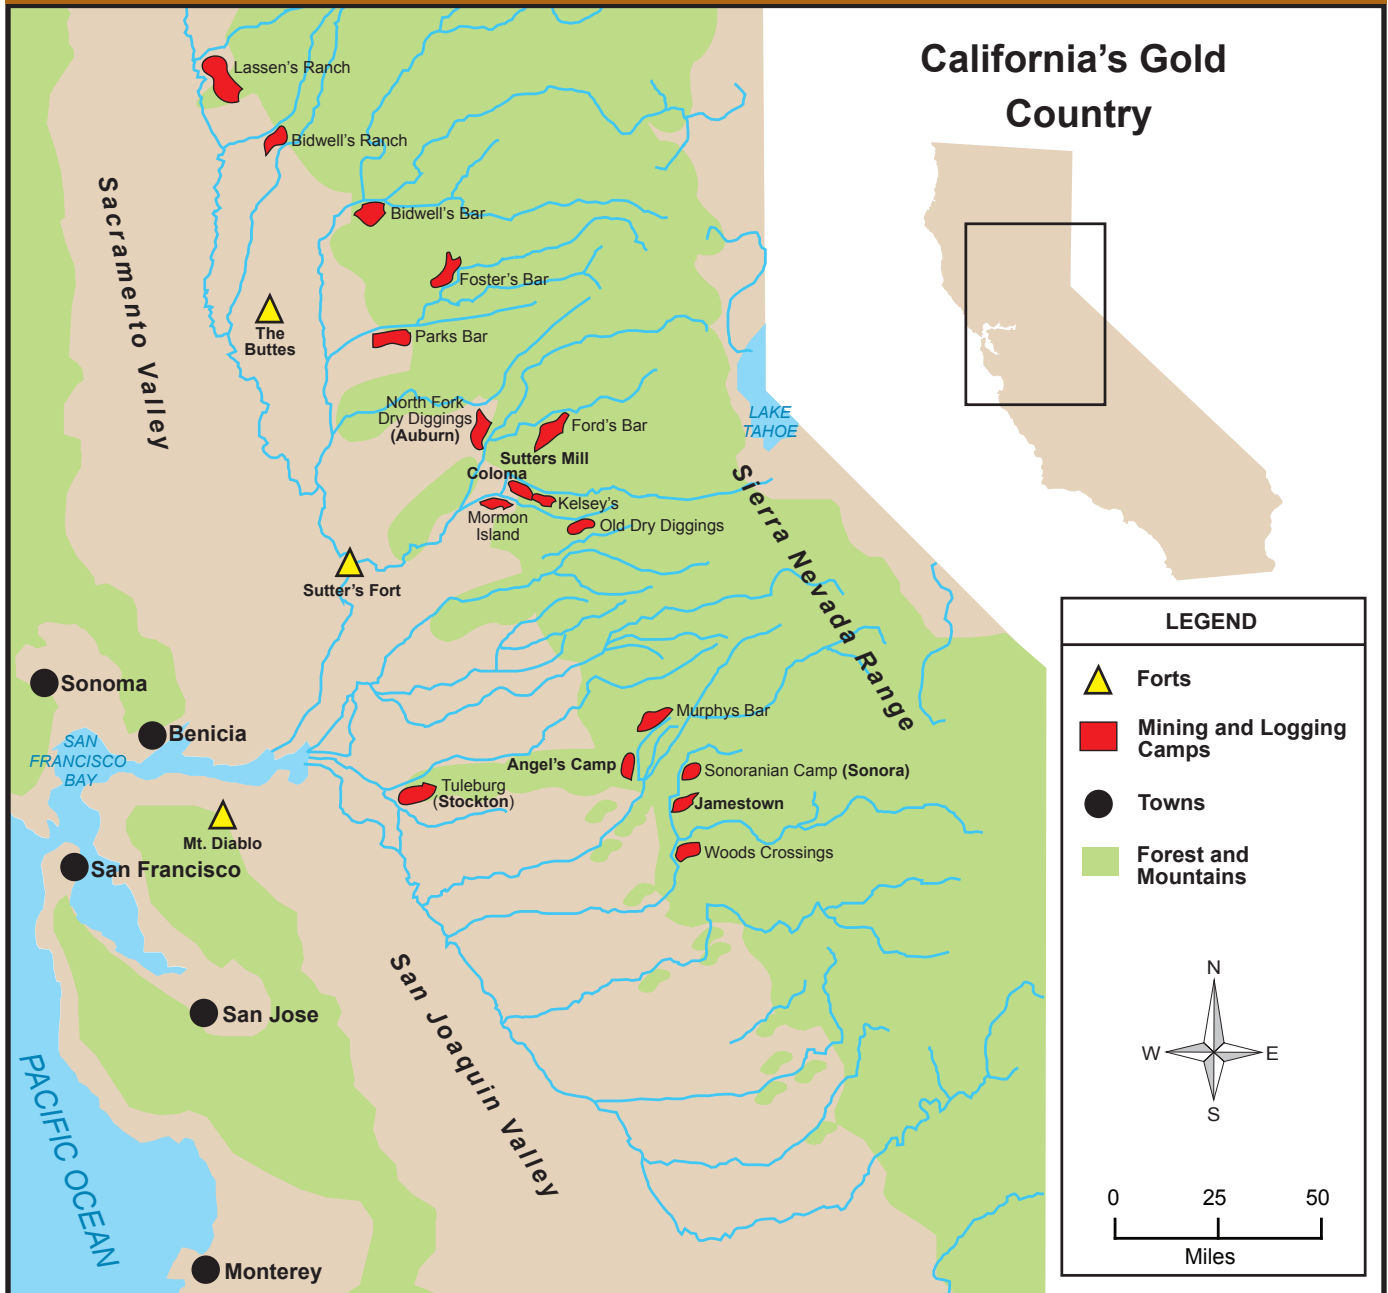 California's Gold
Country
Lassen's Ranch
Bidwell's Ranch
Sacramento Valley
Bidwell's Bar
Foster's Bar
The
Buttes
Parks Bar
North Fork
Dry Diggings
(Auburn)
Ford's Bar
LAKE
TAHOE
Sutters Mill
Coloma
Kelsey's
Mormon
Island
Old Dry Diggings
Sierra Nevada Range
Sutter's Fort
Sonoma
Benicia
SAN
FRANCISCO
BAY
Murphys Bar
Angel's Camp
Sonoranian Camp (Sonora)
Tuleburg
(Stockton)
Jamestown
Mt. Diablo
Woods Crossings
San Francisco
San Joaquin Valley
San Jose
PACIFIC OCEAN
Monterey
LEGEND
Forts
Mining and Logging
Camps
Towns
Forest and
Mountains
N
W
E
S
0 25 50
Miles